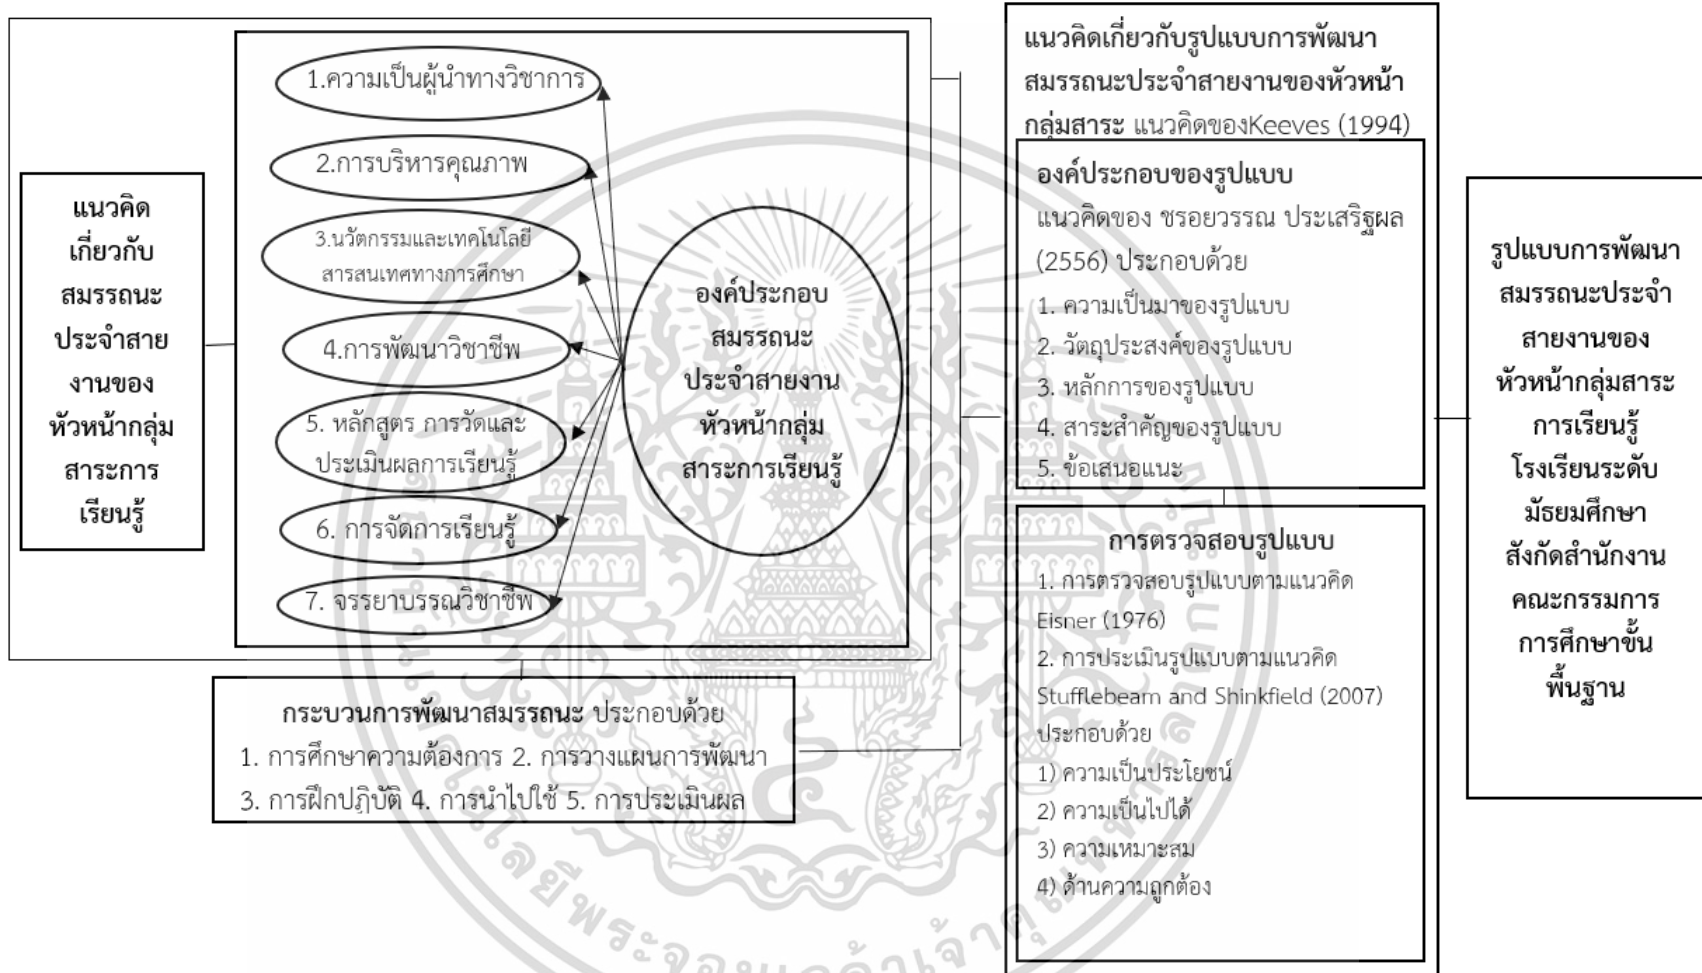 แนวคิด
เกี่ยวกับ
สมรรถนะ
ประจำสาย
งานของ
หัวหน้ากลุ่ม
สาระการ
เรียนรู้
1.ความเป็นผู้นำทางวิชาการ
2.การบริหารคุณภาพ
3.นวัตกรรมและเทคโนโลยี
สารสนเทศทางการศึกษา
4.การพัฒนาวิชาชีพ
5. หลักสูตร การวัดและ
ประเมินผลการเรียนรู้
6. การจัดการเรียนรู้
7. จรรยาบรรณวิชาชีพ
องค์ประกอบ
สมรรถนะ
ประจำสายงาน
หัวหน้ากลุ่ม
สาระการเรียนรู้
กระบวนการพัฒนาสมรรถนะ ประกอบด้วย
1. การศึกษาความต้องการ 2. การวางแผนการพัฒนา
3. การฝึกปฏิบัติ 4. การนำไปใช้ 5. การประเมินผล
แนวคิดเกี่ยวกับรูปแบบการพัฒนา
สมรรถนะประจำสายงานของหัวหน้า
กลุ่มสาระ แนวคิดของKeeves (1994)
องค์ประกอบของรูปแบบ
แนวคิดของ ชรอยวรรณ ประเสริฐผล
(2556) ประกอบด้วย
1. ความเป็นมาของรูปแบบ
2. วัตถุประสงค์ของรูปแบบ
3. หลักการของรูปแบบ
4. สาระสำคัญของรูปแบบ
5. ข้อเสนอแนะ
การตรวจสอบรูปแบบ
1. การตรวจสอบรูปแบบตามแนวคิด
Eisner (1976)
2. การประเมินรูปแบบตามแนวคิด
Stufflebeam and Shinkfield (2007)
ประกอบด้วย
1) ความเป็นประโยชน์
2) ความเป็นไปได้
3) ความเหมาะสม
4) ด้านความถูกต้อง
รูปแบบการพัฒนา
สมรรถนะประจำ
สายงานของ
หัวหน้ากลุ่มสาระ
การเรียนรู้
โรงเรียนระดับ
มัธยมศึกษา
สังกัดสำนักงาน
คณะกรรมการ
การศึกษาขั้น
พื้นฐาน